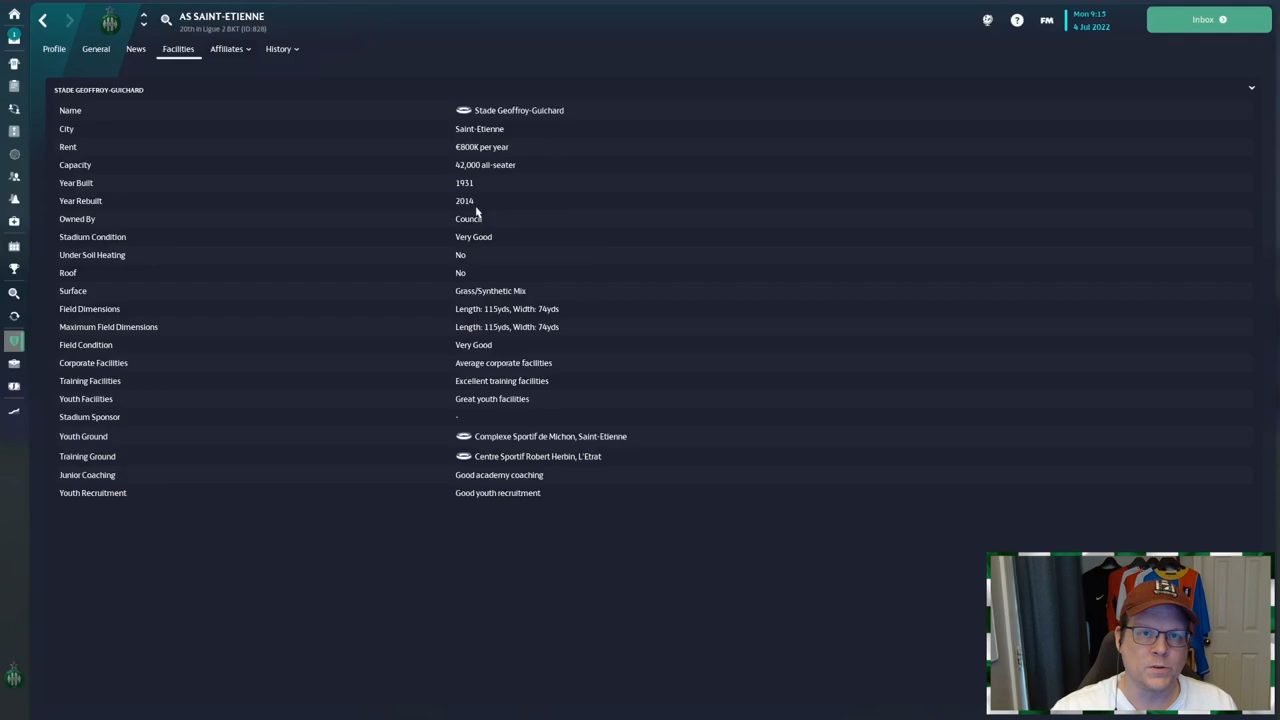 AS SAINT-ETIENNE
20th in Ligue 2 BKT (ID:828)
FM
Mon 9:15
4 Jul 2022
Inbox
1
Profile
General
News
Facilities
Affiliates
History
STADE GEOFFROY-GUICHARD
Name Stade Geoffroy-Guichard
City Saint-Etienne
Rent €800K per year
Capacity 42,000 all-seater
Year Built 1931
Year Rebuilt 2014
Owned By Council
Stadium Condition Very Good
Under Soil Heating No
Roof No
Surface Grass/Synthetic Mix
Field Dimensions Length: 115yds, Width: 74yds
Maximum Field Dimensions Length: 115yds, Width: 74yds
Field Condition Very Good
Corporate Facilities Average corporate facilities
Training Facilities Excellent training facilities
Youth Facilities Great youth facilities
Stadium Sponsor -
Youth Ground Complexe Sportif de Michon, Saint-Etienne
Training Ground Centre Sportif Robert Herbin, L'Etrat
Junior Coaching Good academy coaching
Youth Recruitment Good youth recruitment